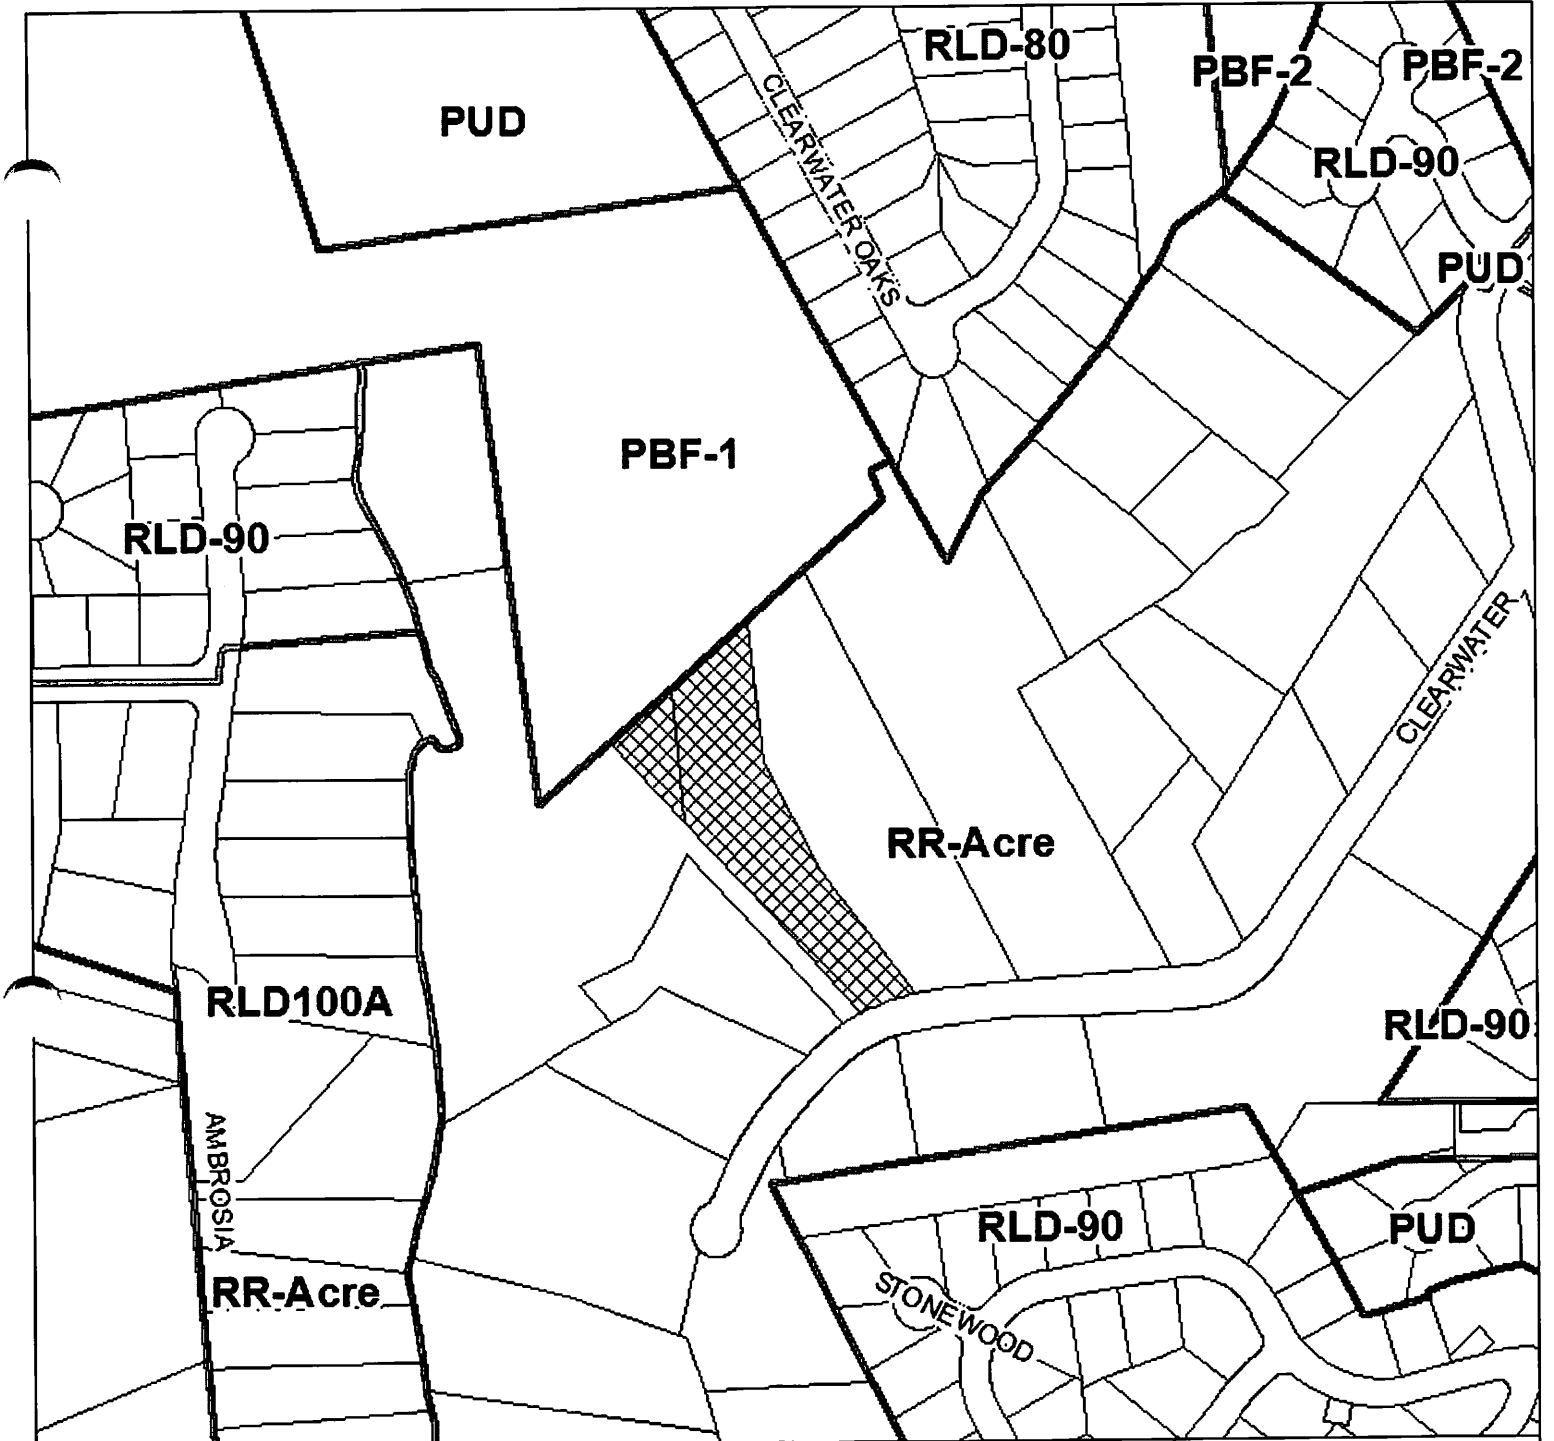 RLD-80
PBF-2
PBF-2
PUD
CLEARWATER OAKS
RLD-90
PUD
PBF-1
RLD-90
CLEARWATER
RR-Acre
RLD100A
RLD-90
AMBROSIA
RLD-90
PUD
RR-Acre
STONEWOOD